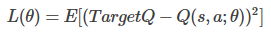 L(θ) = E[(TargetQ − Q(s, a; θ))²]